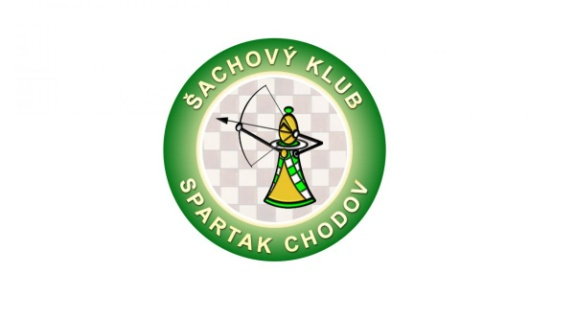 ŠACHOVÝ KLUB
SPARTAK CHODOV